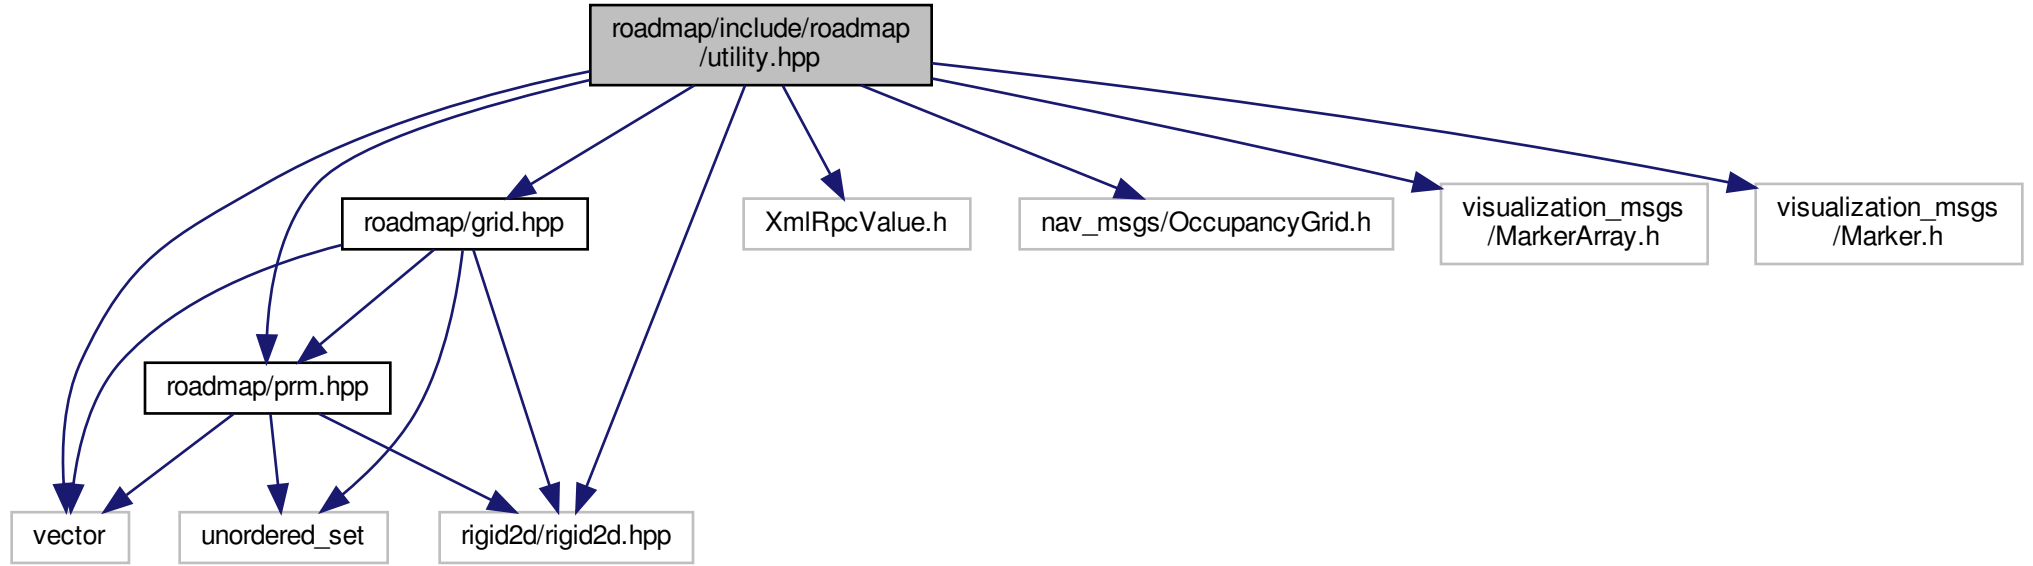 roadmap/include/roadmap
/utility.hpp
roadmap/grid.hpp
XmlRpcValue.h
nav_msgs/OccupancyGrid.h
visualization_msgs
/MarkerArray.h
visualization_msgs
/Marker.h
roadmap/prm.hpp
vector
unordered_set
rigid2d/rigid2d.hpp